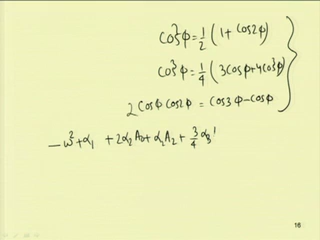 cos²φ = 1/2 (1 + cos2φ)
cos³φ = 1/4 (3cosφ + 4cos³φ)
2 cosφ cos2φ = cos3φ - cosφ
-ω² + α₁ + 2α₂A₀ + α₂A₂ + 3/4 α₃
16